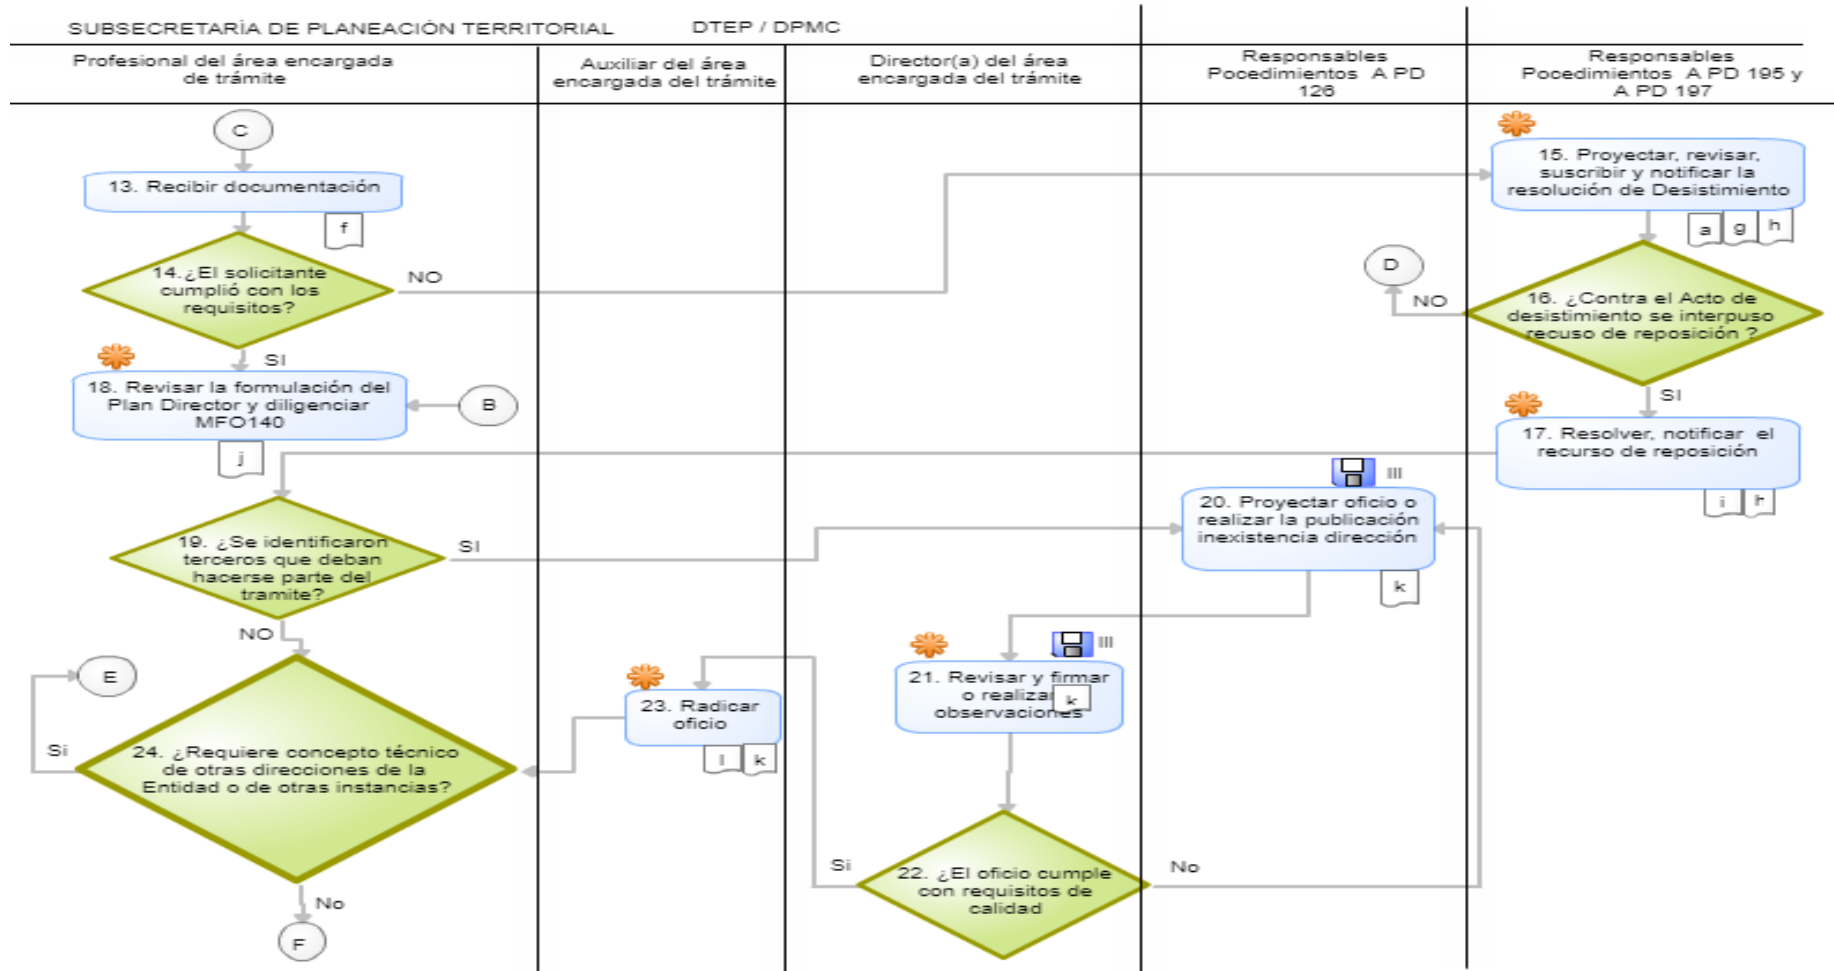 SUBSECRETARÍA DE PLANEACIÓN TERRITORIAL
DTEP / DPMC
Profesional del área encargada
de trámite
Auxiliar del área
encargada del trámite
Director(a) del área
encargada del trámite
Responsables
Pocedimientos A PD
126
Responsables
Pocedimientos A PD 195 y
A PD 197
C
13. Recibir documentación
f
14.¿El solicitante
cumplió con los
requisitos?
NO
SI
15. Proyectar, revisar,
suscribir y notificar la
resolución de Desistimiento
a
g
h
D
NO
16. ¿Contra el Acto de
desistimiento se interpuso
recuso de reposición ?
SI
18. Revisar la formulación del
Plan Director y diligenciar
MFO140
B
j
17. Resolver, notificar el
recurso de reposición
i
h
19. ¿Se identificaron
terceros que deban
hacerse parte del
tramite?
SI
NO
III
20. Proyectar oficio o
realizar la publicación
inexistencia dirección
k
III
21. Revisar y firmar
o realizar
observaciones
k
23. Radicar
oficio
l
k
E
Si
24. ¿Requiere concepto técnico
de otras direcciones de la
Entidad o de otras instancias?
No
F
Si
22. ¿El oficio cumple
con requisitos de
calidad
No